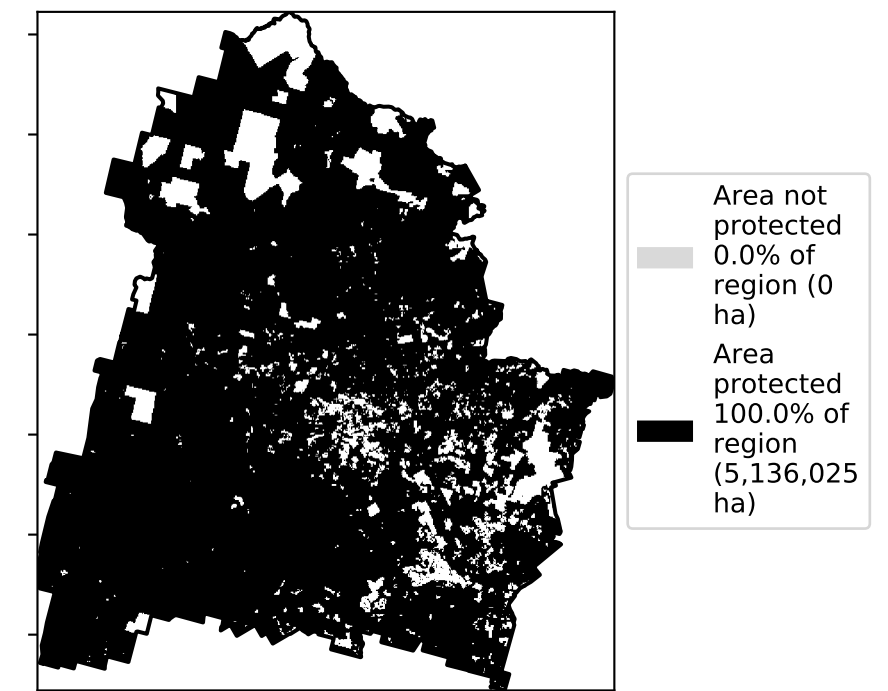 Area not
protected
0.0% of
region (0
ha)
Area
protected
100.0% of
region
(5,136,025
ha)